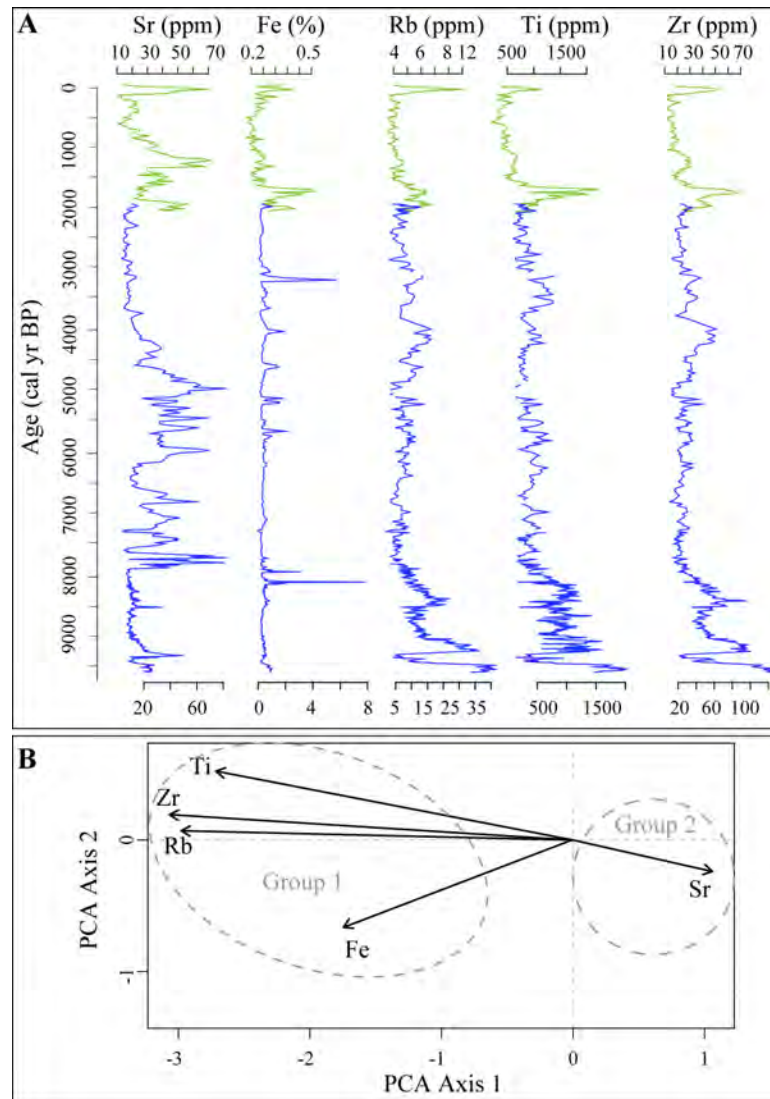 A
Sr (ppm) Fe (%) Rb (ppm) Ti (ppm) Zr (ppm)
10 30 50 70 0.2 0.5 4 6 8 12 500 1500 10 30 50 70
0
1000
2000
3000
4000
5000
6000
7000
8000
9000
Age (cal yr BP)
20 60 0 4 8 5 15 25 35 500 1500 20 60 100
B
Ti
Zr
Rb
Group 1
Fe
Group 2
Sr
0
-1
PCA Axis 2
-3 -2 -1 0 1
PCA Axis 1